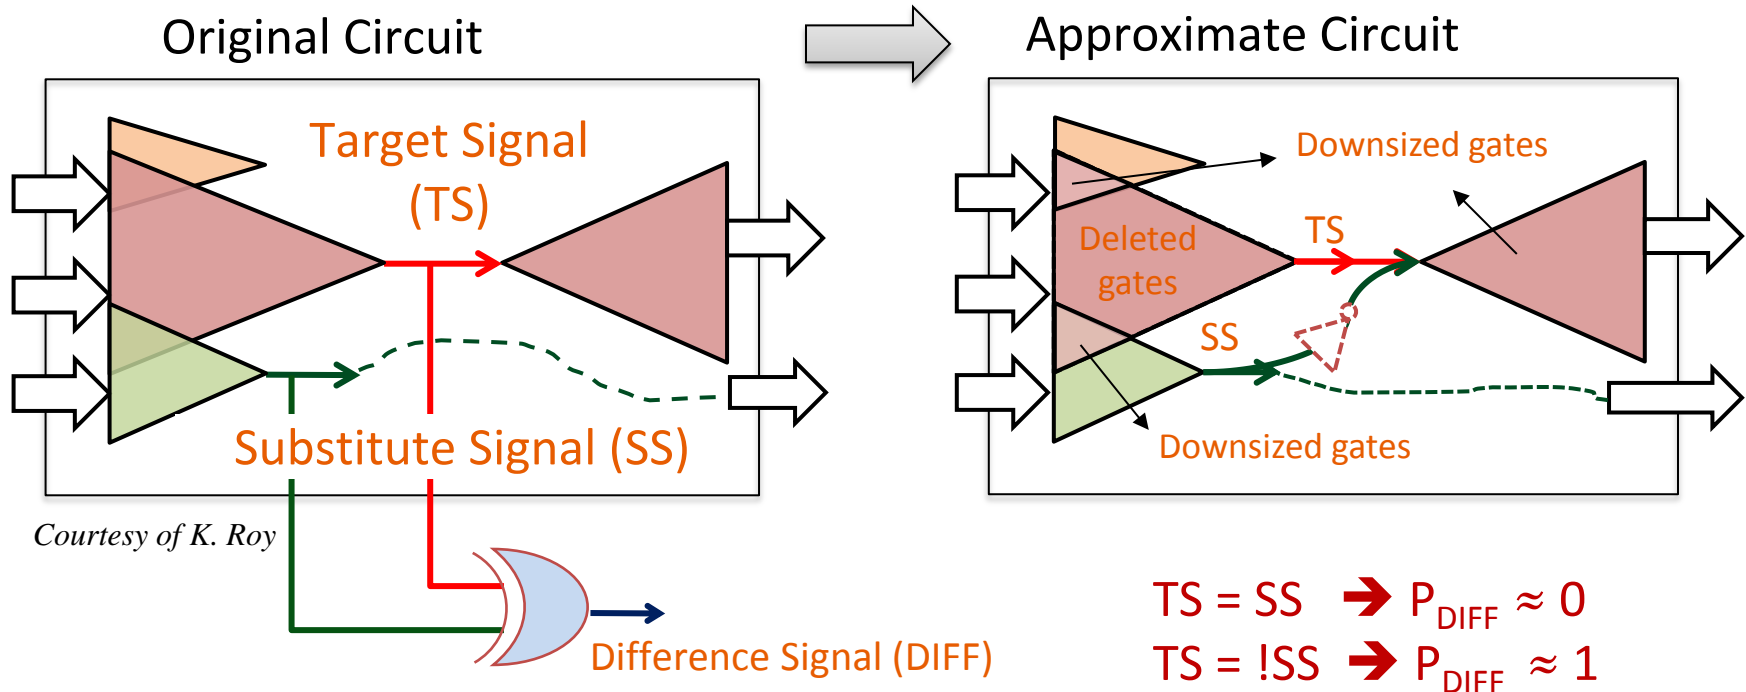 Original Circuit
Approximate Circuit
Target Signal
(TS)
Substitute Signal (SS)
Courtesy of K. Roy
Difference Signal (DIFF)
Downsized gates
TS
Deleted
gates
SS
Downsized gates
TS = SS ➔ P_DIFF ≈ 0
TS = !SS ➔ P_DIFF ≈ 1